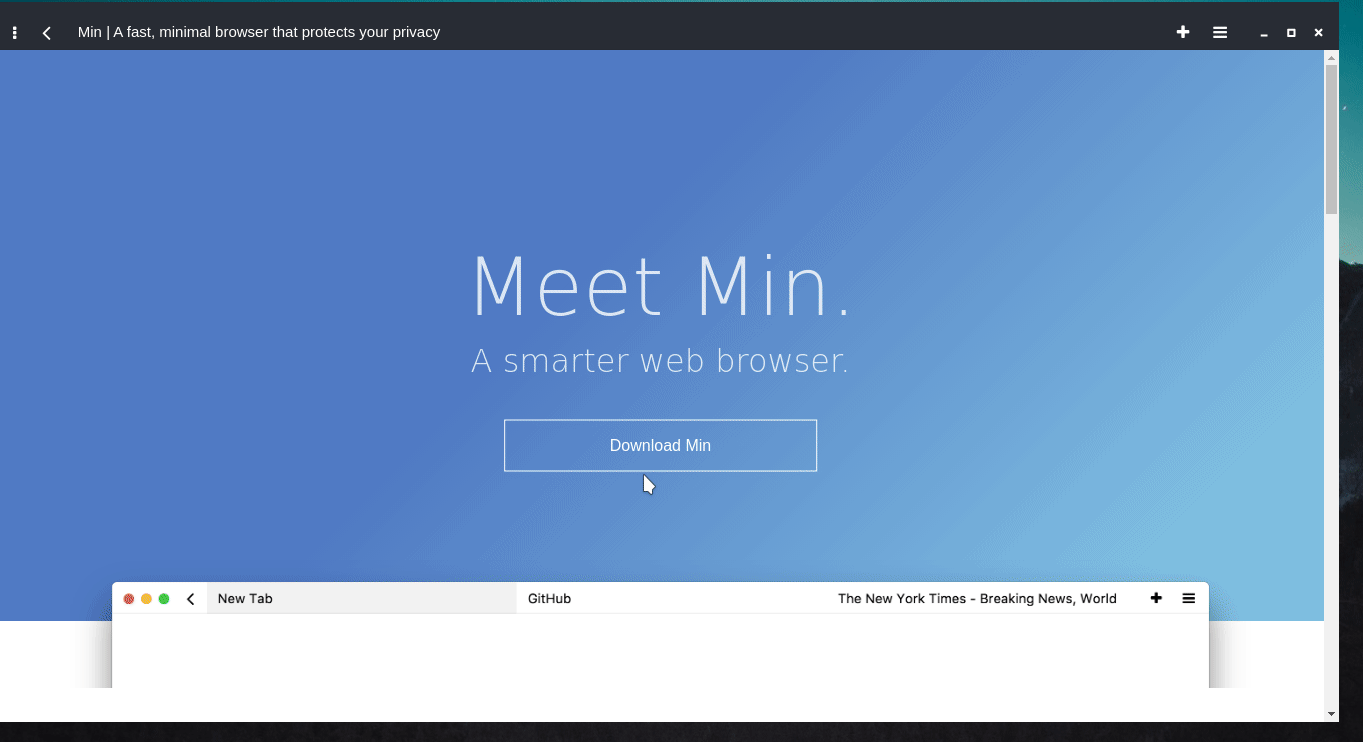 Min | A fast, minimal browser that protects your privacy
Meet Min.
A smarter web browser.
Download Min
New Tab
GitHub
The New York Times - Breaking News, World